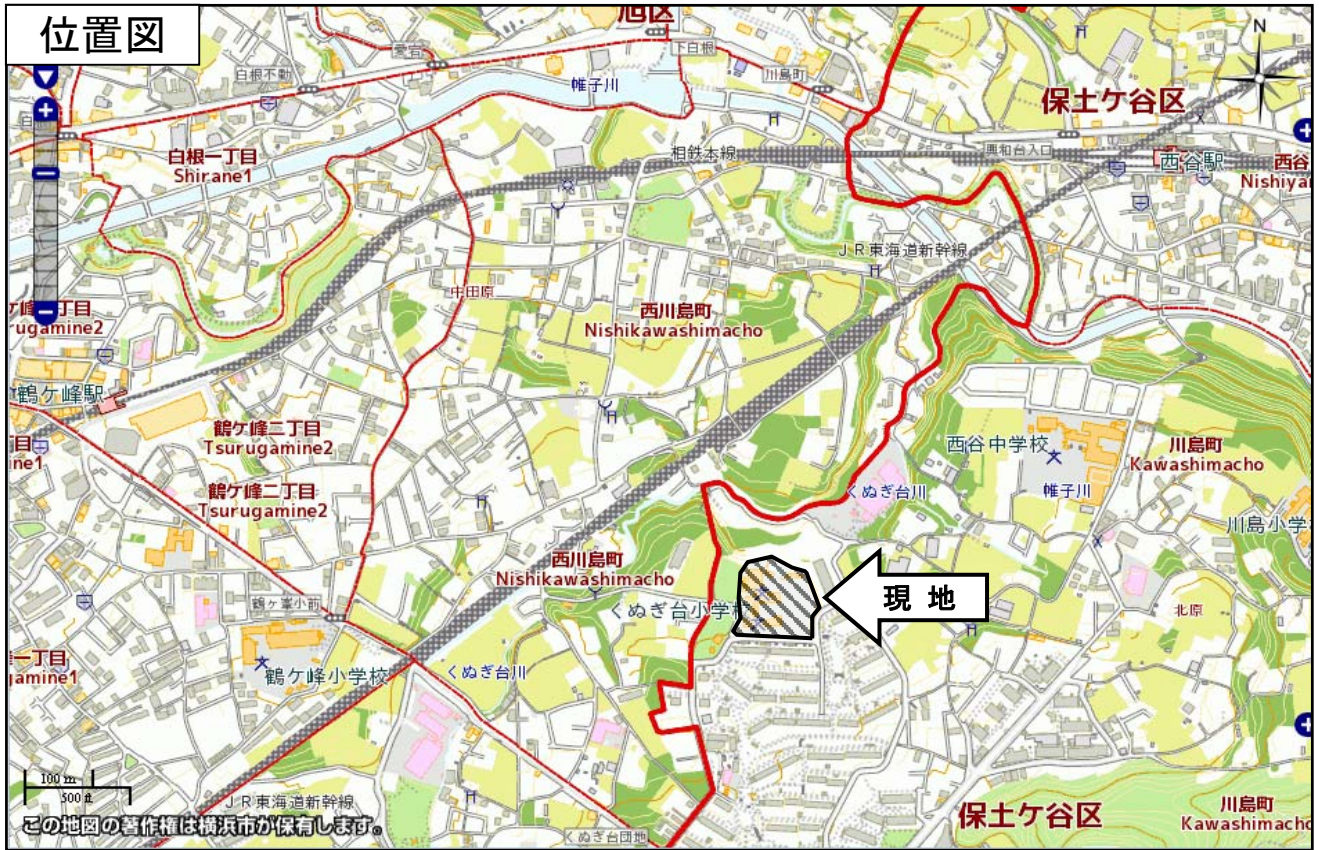 位置図
旭区
愛宕
下白根
N
白根不動
川島町
帷子川
保土ケ谷区
白根一丁目
Shirane1
相鉄本線
西谷駅
西谷
JR東海道新幹線
中田原
西川島町
Nishikawashimacho
鶴ケ峰駅
鶴ケ峰二丁目
Tsurugamine2
西谷中学校
川島町
Kawashimacho
鶴ケ峰二丁目
Tsurugamine2
くぬぎ台川
帷子川
川島小学
西川島町
Nishikawashimacho
現 地
くぬぎ台小学校
北原
鶴ケ峰小学校
くぬぎ台川
100 m
500 ft
JR東海道新幹線
この地図の著作権は横浜市が保有します。
くぬぎ台団地
保土ケ谷区
川島町
Kawashimacho